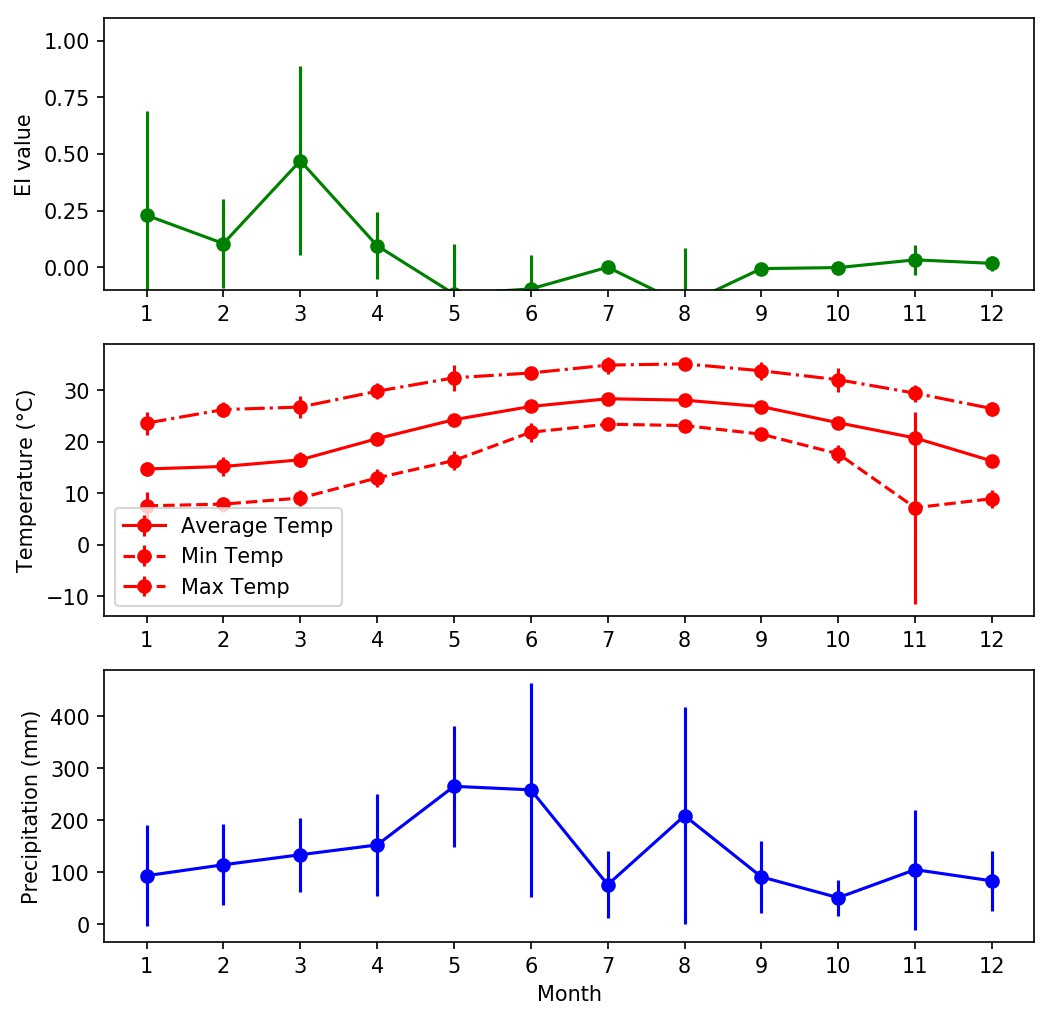 1.00
0.75
0.50
0.25
0.00
EI value
1 2 3 4 5 6 7 8 9 10 11 12
30
20
10
0
−10
Temperature (°C)
Average Temp
Min Temp
Max Temp
1 2 3 4 5 6 7 8 9 10 11 12
400
300
200
100
0
Precipitation (mm)
1 2 3 4 5 6 7 8 9 10 11 12
Month